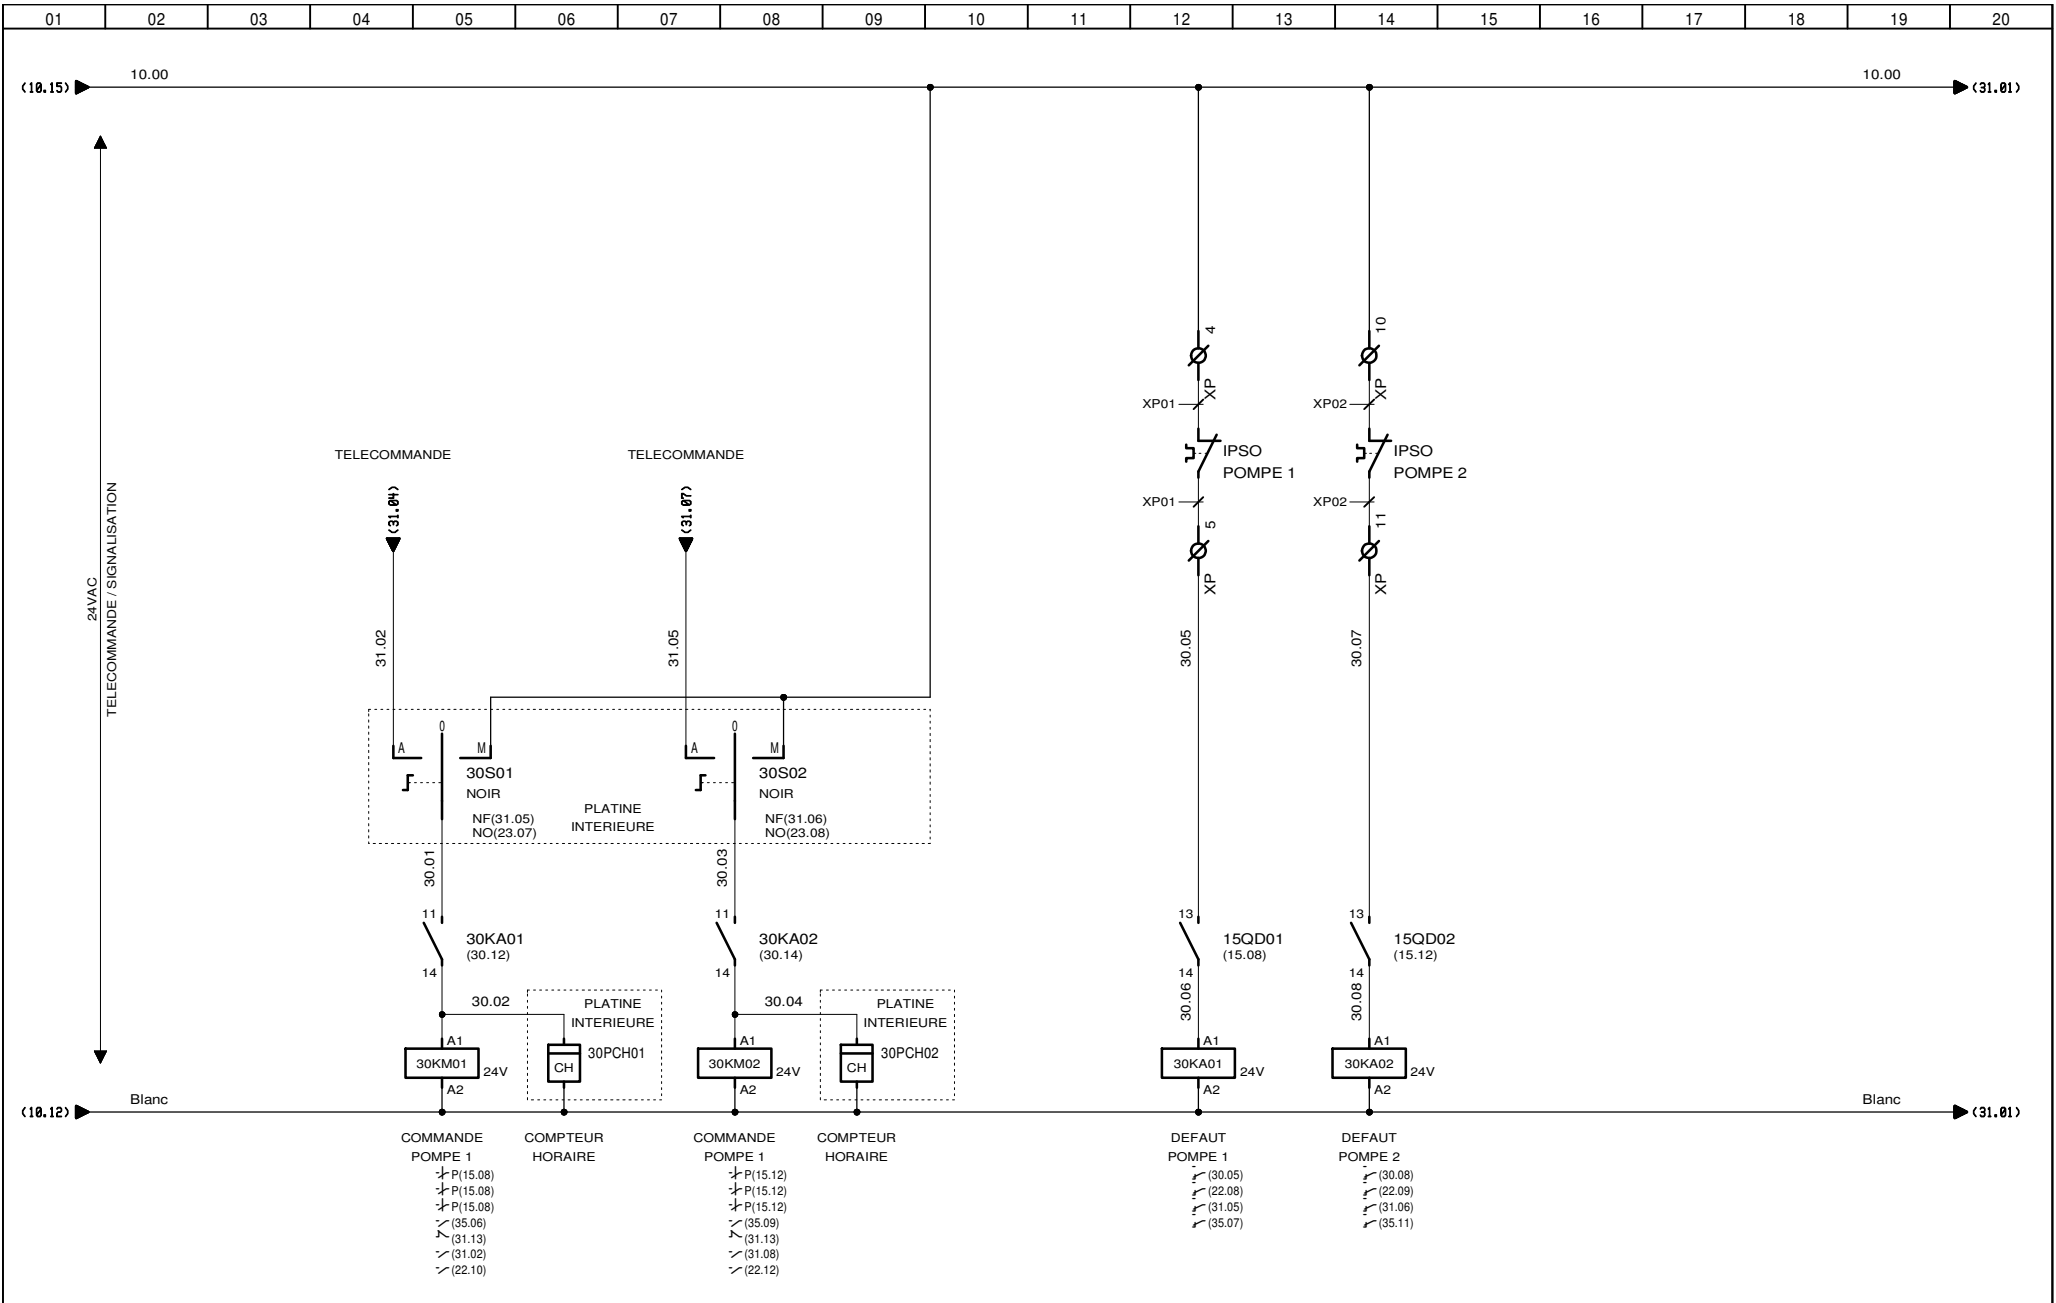 01 02 03 04 05 06 07 08 09 10 11 12 13 14 15 16 17 18 19 20
10.00 10.00
(10.15) (31.01)
24VAC
TELECOMMANDE / SIGNALISATION
4 10
XP XP
XP01 XP02
TELECOMMANDE TELECOMMANDE
IPSO IPSO
POMPE 1 POMPE 2
(31.04) (31.07)
XP01 XP02
5 11
XP XP
31.02 31.05 30.05 30.07
0 0
A M A M
30S01 30S02
NOIR NOIR
PLATINE
INTERIEURE
NF(31.05) NF(31.06)
NO(23.07) NO(23.08)
30.01 30.03
11 11 13 13
30KA01 30KA02 15QD01 15QD02
(30.12) (30.14) (15.08) (15.12)
14 14 14 14
30.02 30.04 30.06 30.08
PLATINE PLATINE
INTERIEURE INTERIEURE
A1 A1 A1 A1
30PCH01 30PCH02
30KM01 CH 30KM02 CH 30KA01 30KA02
24V 24V 24V 24V
A2 A2 A2 A2
Blanc Blanc
(10.12) (31.01)
COMMANDE COMPTEUR COMMANDE COMPTEUR DEFAUT DEFAUT
POMPE 1 HORAIRE POMPE 1 HORAIRE POMPE 1 POMPE 2
P(15.08) P(15.12) (30.05) (30.08)
P(15.08) P(15.12) (22.08) (22.09)
P(15.08) P(15.12) (31.05) (31.06)
(35.06) (35.09) (35.07) (35.11)
(31.13) (31.13)
(31.02) (31.08)
(22.10) (22.12)